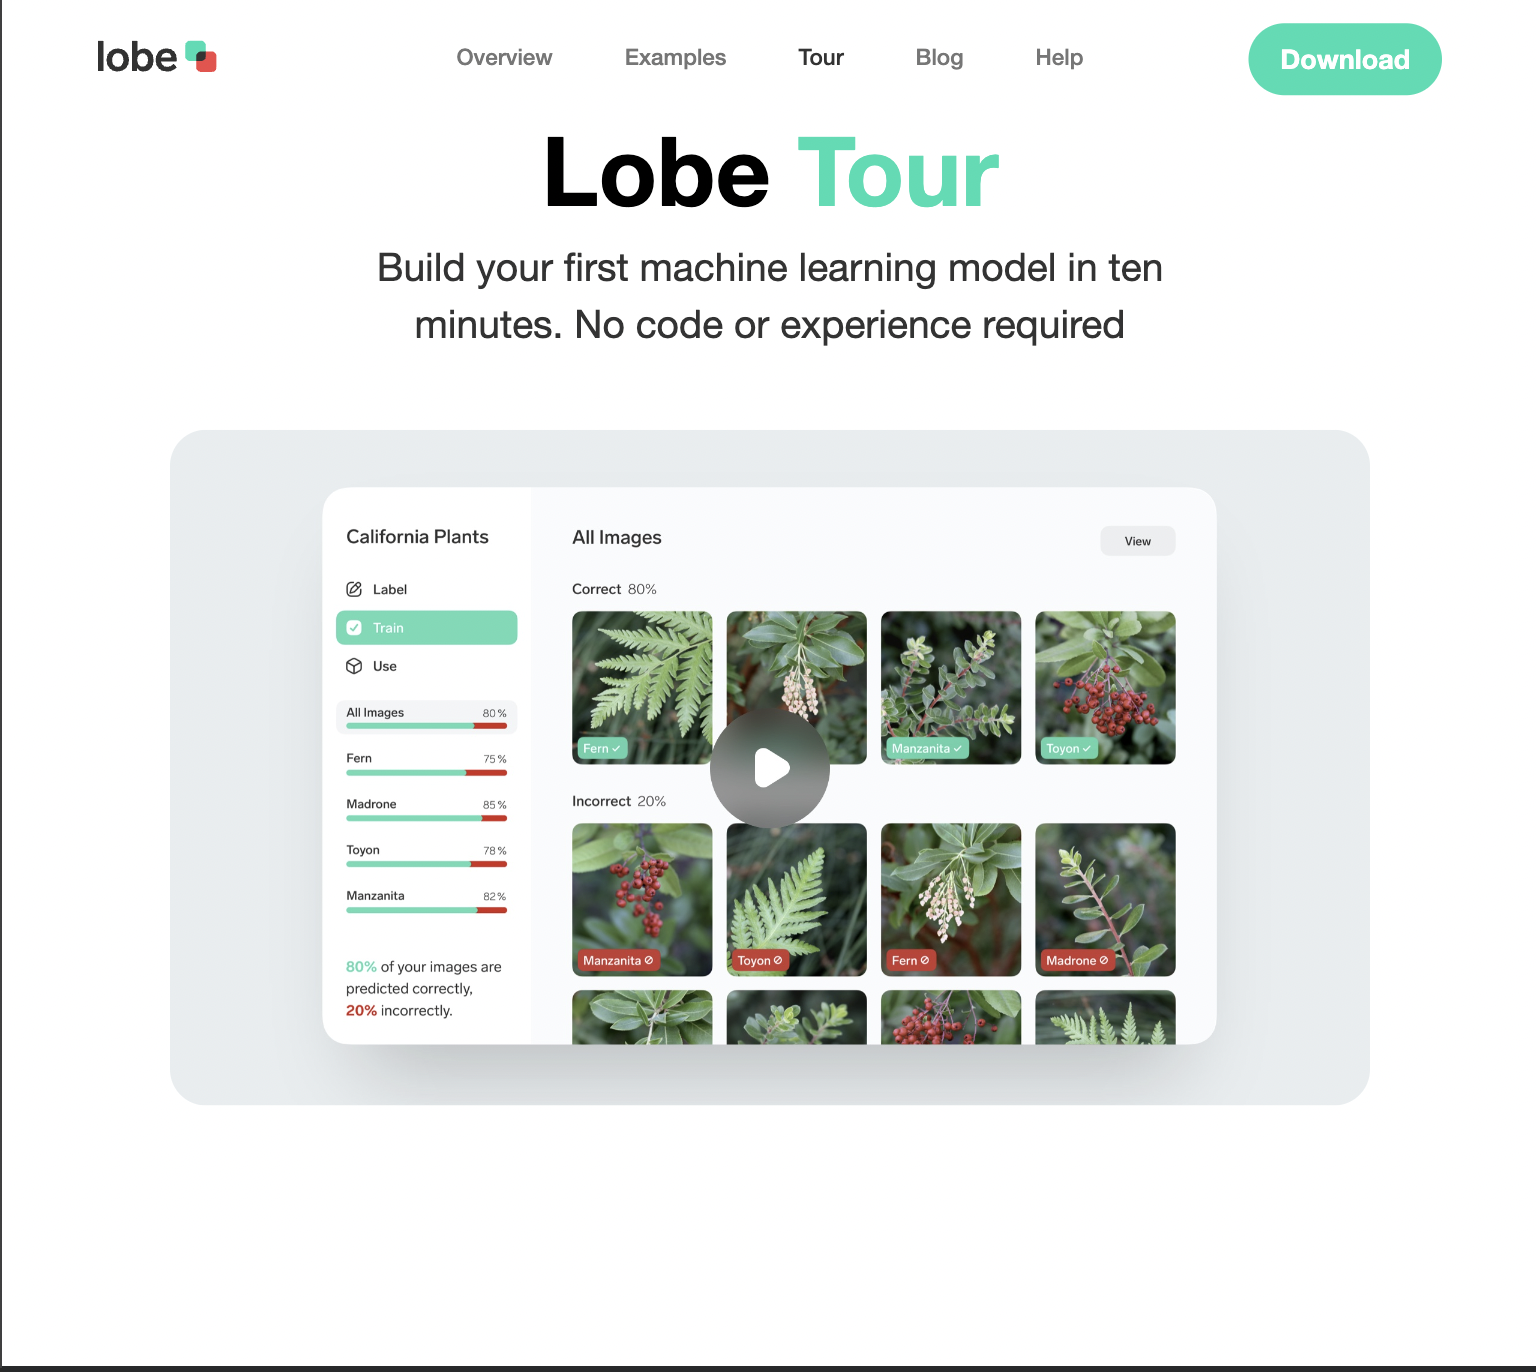 lobe
Overview Examples Tour Blog Help
Download
Lobe Tour
Build your first machine learning model in ten
minutes. No code or experience required
California Plants
Label
Train
Use
All Images 80%
Fern 75%
Madrone 85%
Toyon 78%
Manzanita 82%
80% of your images are
predicted correctly,
20% incorrectly.
All Images
View
Correct 80%
Fern
Manzanita
Toyon
Incorrect 20%
Manzanita
Toyon
Fern
Madrone